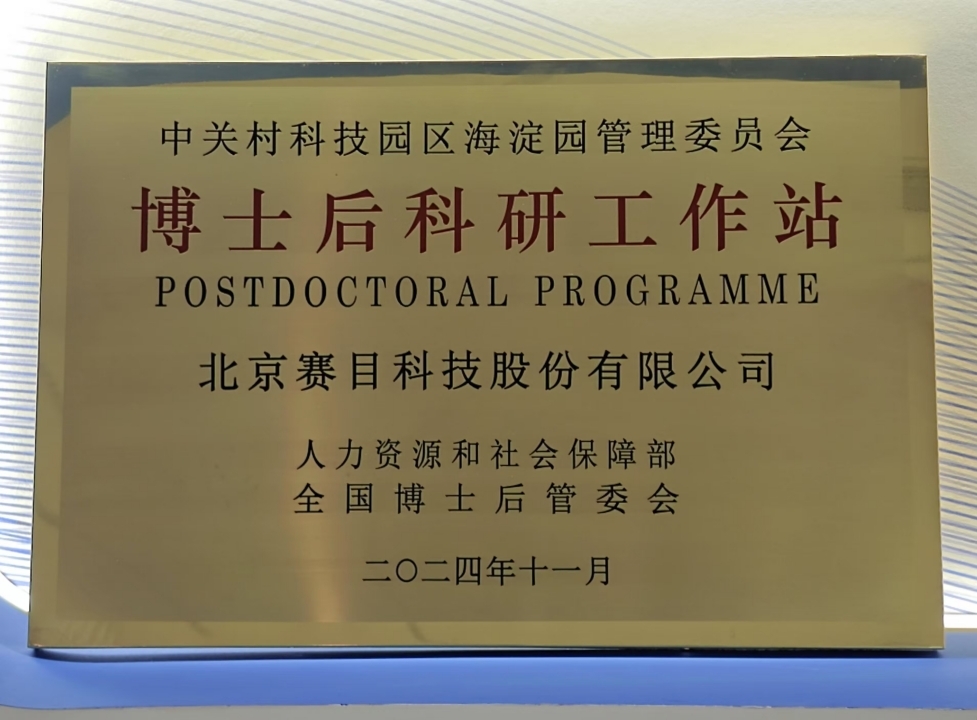 中关村科技园区海淀园管理委员会
博士后科研工作站
POSTDOCTORAL PROGRAMME
北京赛目科技股份有限公司
人力资源和社会保障部
全国博士后管委会
二〇二四年十一月